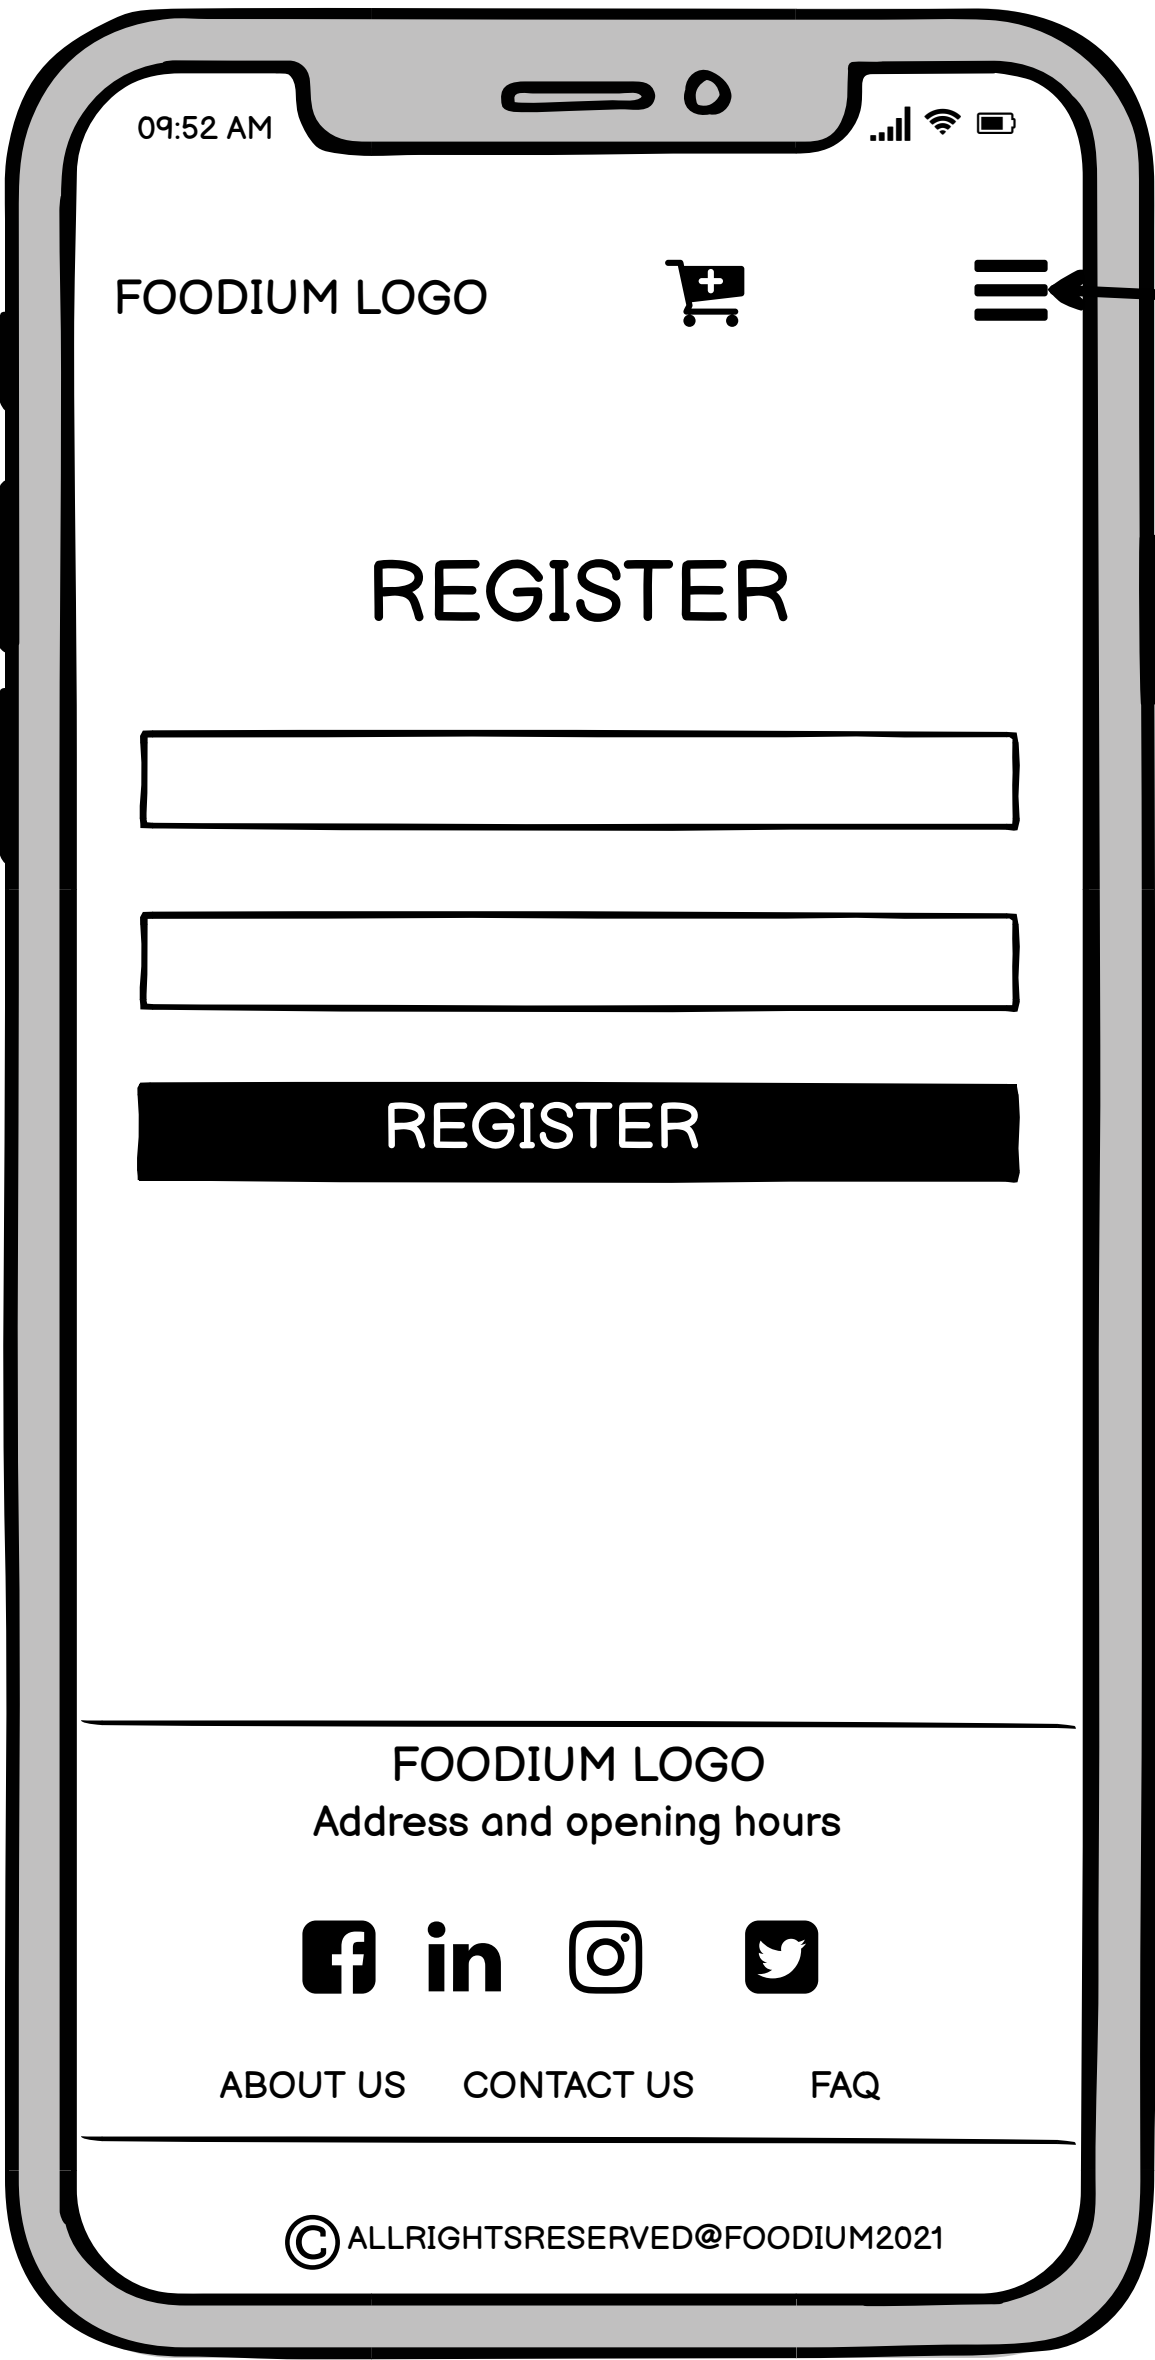 09:52 AM
FOODIUM LOGO
REGISTER
REGISTER
FOODIUM LOGO
Address and opening hours
ABOUT US CONTACT US FAQ
© ALLRIGHTSRESERVED@FOODIUM2021